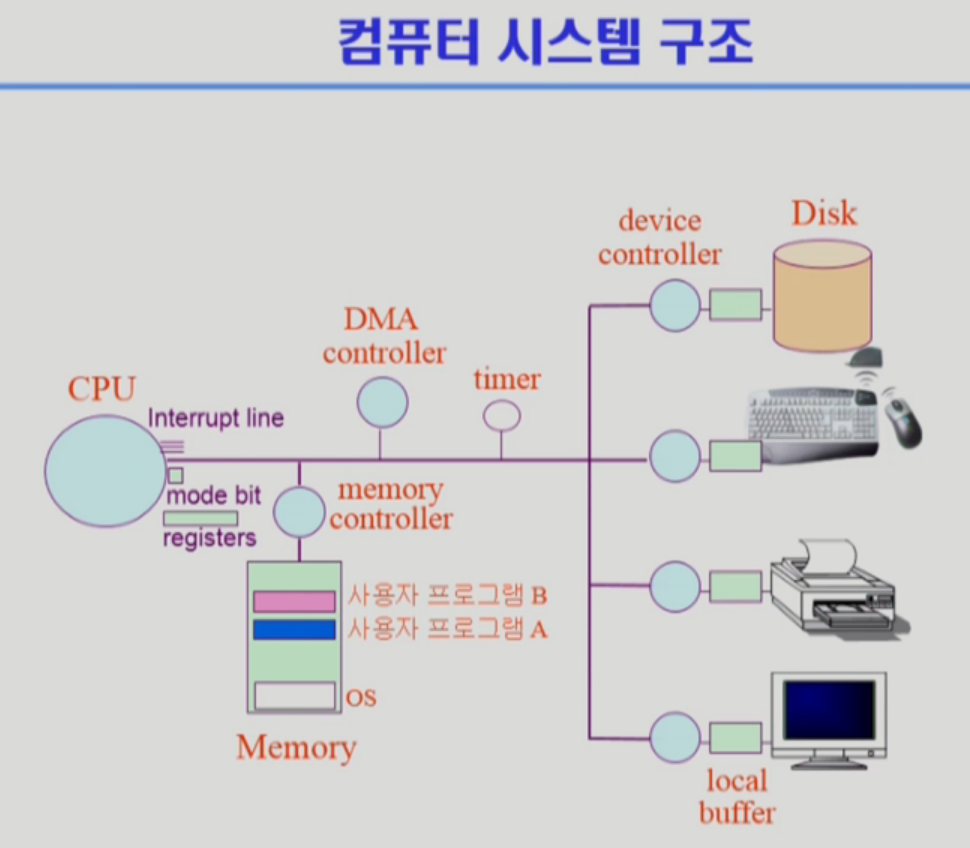 컴퓨터 시스템 구조
device
controller
Disk
DMA
controller
timer
CPU
Interrupt line
mode bit
registers
memory
controller
사용자 프로그램 B
사용자 프로그램 A
OS
Memory
local
buffer